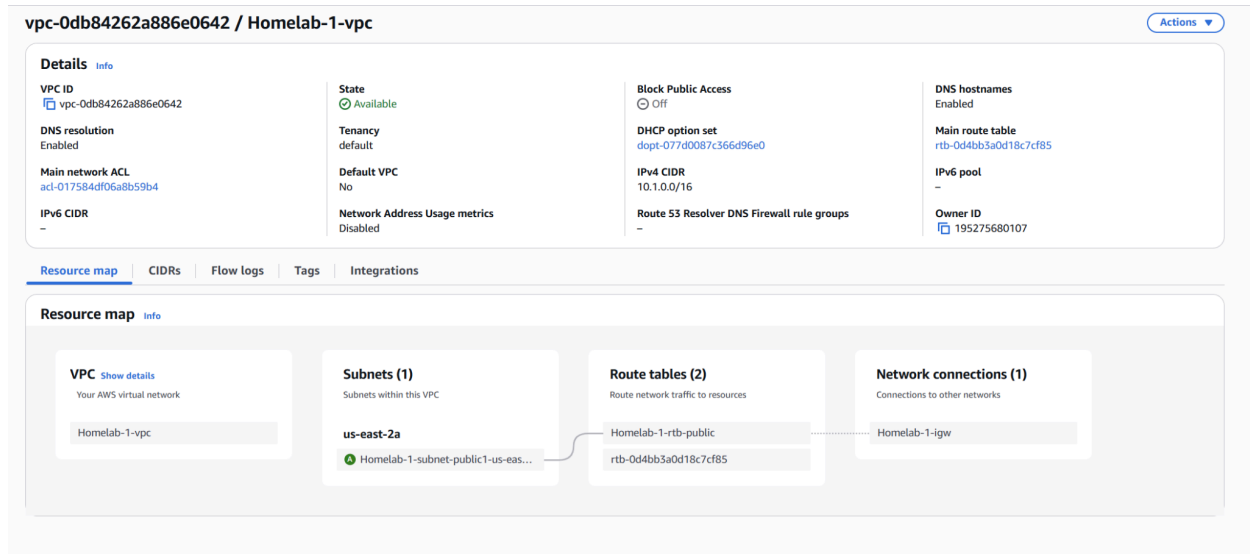 vpc-0db84262a886e0642 / Homelab-1-vpc
Actions
Details Info
VPC ID
vpc-0db84262a886e0642
State
Available
Block Public Access
Off
DNS hostnames
Enabled
DNS resolution
Enabled
Tenancy
default
DHCP option set
dopt-077d0087c366d96e0
Main route table
rtb-0d4bb3a0d18c7cf85
Main network ACL
acl-017584df06a8b59b4
Default VPC
No
IPv4 CIDR
10.1.0.0/16
IPv6 pool
–
IPv6 CIDR
–
Network Address Usage metrics
Disabled
Route 53 Resolver DNS Firewall rule groups
–
Owner ID
195275680107
Resource map
CIDRs
Flow logs
Tags
Integrations
Resource map Info
VPC Show details
Your AWS virtual network
Homelab-1-vpc
Subnets (1)
Subnets within this VPC
us-east-2a
A Homelab-1-subnet-public1-us-eas...
Route tables (2)
Route network traffic to resources
Homelab-1-rtb-public
rtb-0d4bb3a0d18c7cf85
Network connections (1)
Connections to other networks
Homelab-1-igw